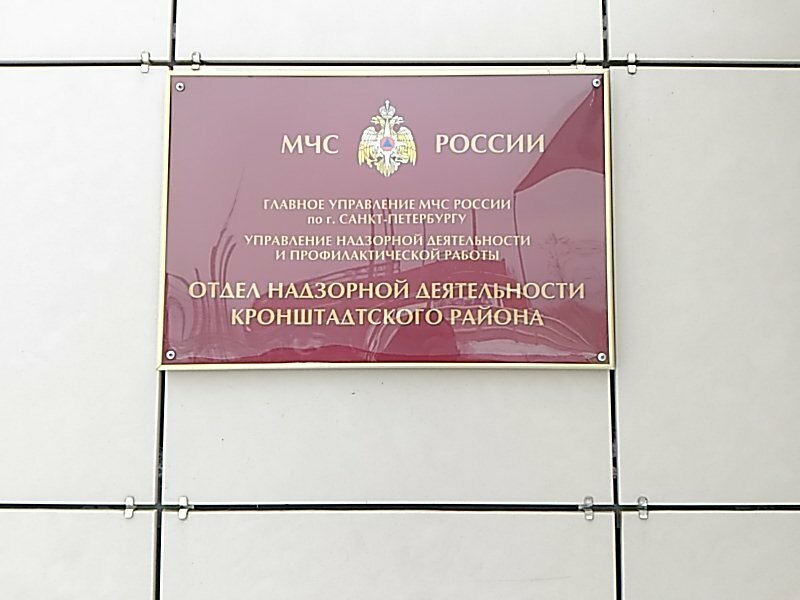 МЧС РОССИИ
ГЛАВНОЕ УПРАВЛЕНИЕ МЧС РОССИИ
по г. САНКТ-ПЕТЕРБУРГУ
УПРАВЛЕНИЕ НАДЗОРНОЙ ДЕЯТЕЛЬНОСТИ
И ПРОФИЛАКТИЧЕСКОЙ РАБОТЫ
ОТДЕЛ НАДЗОРНОЙ ДЕЯТЕЛЬНОСТИ
КРОНШТАДТСКОГО РАЙОНА